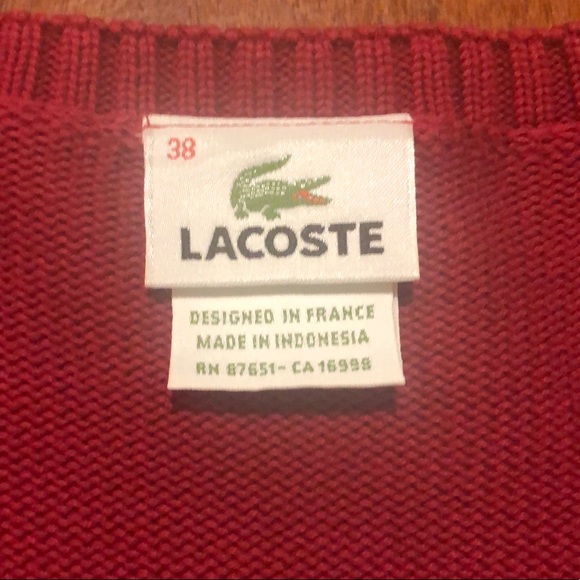 38
LACOSTE
DESIGNED IN FRANCE
MADE IN INDONESIA
RN 87651- CA 16998